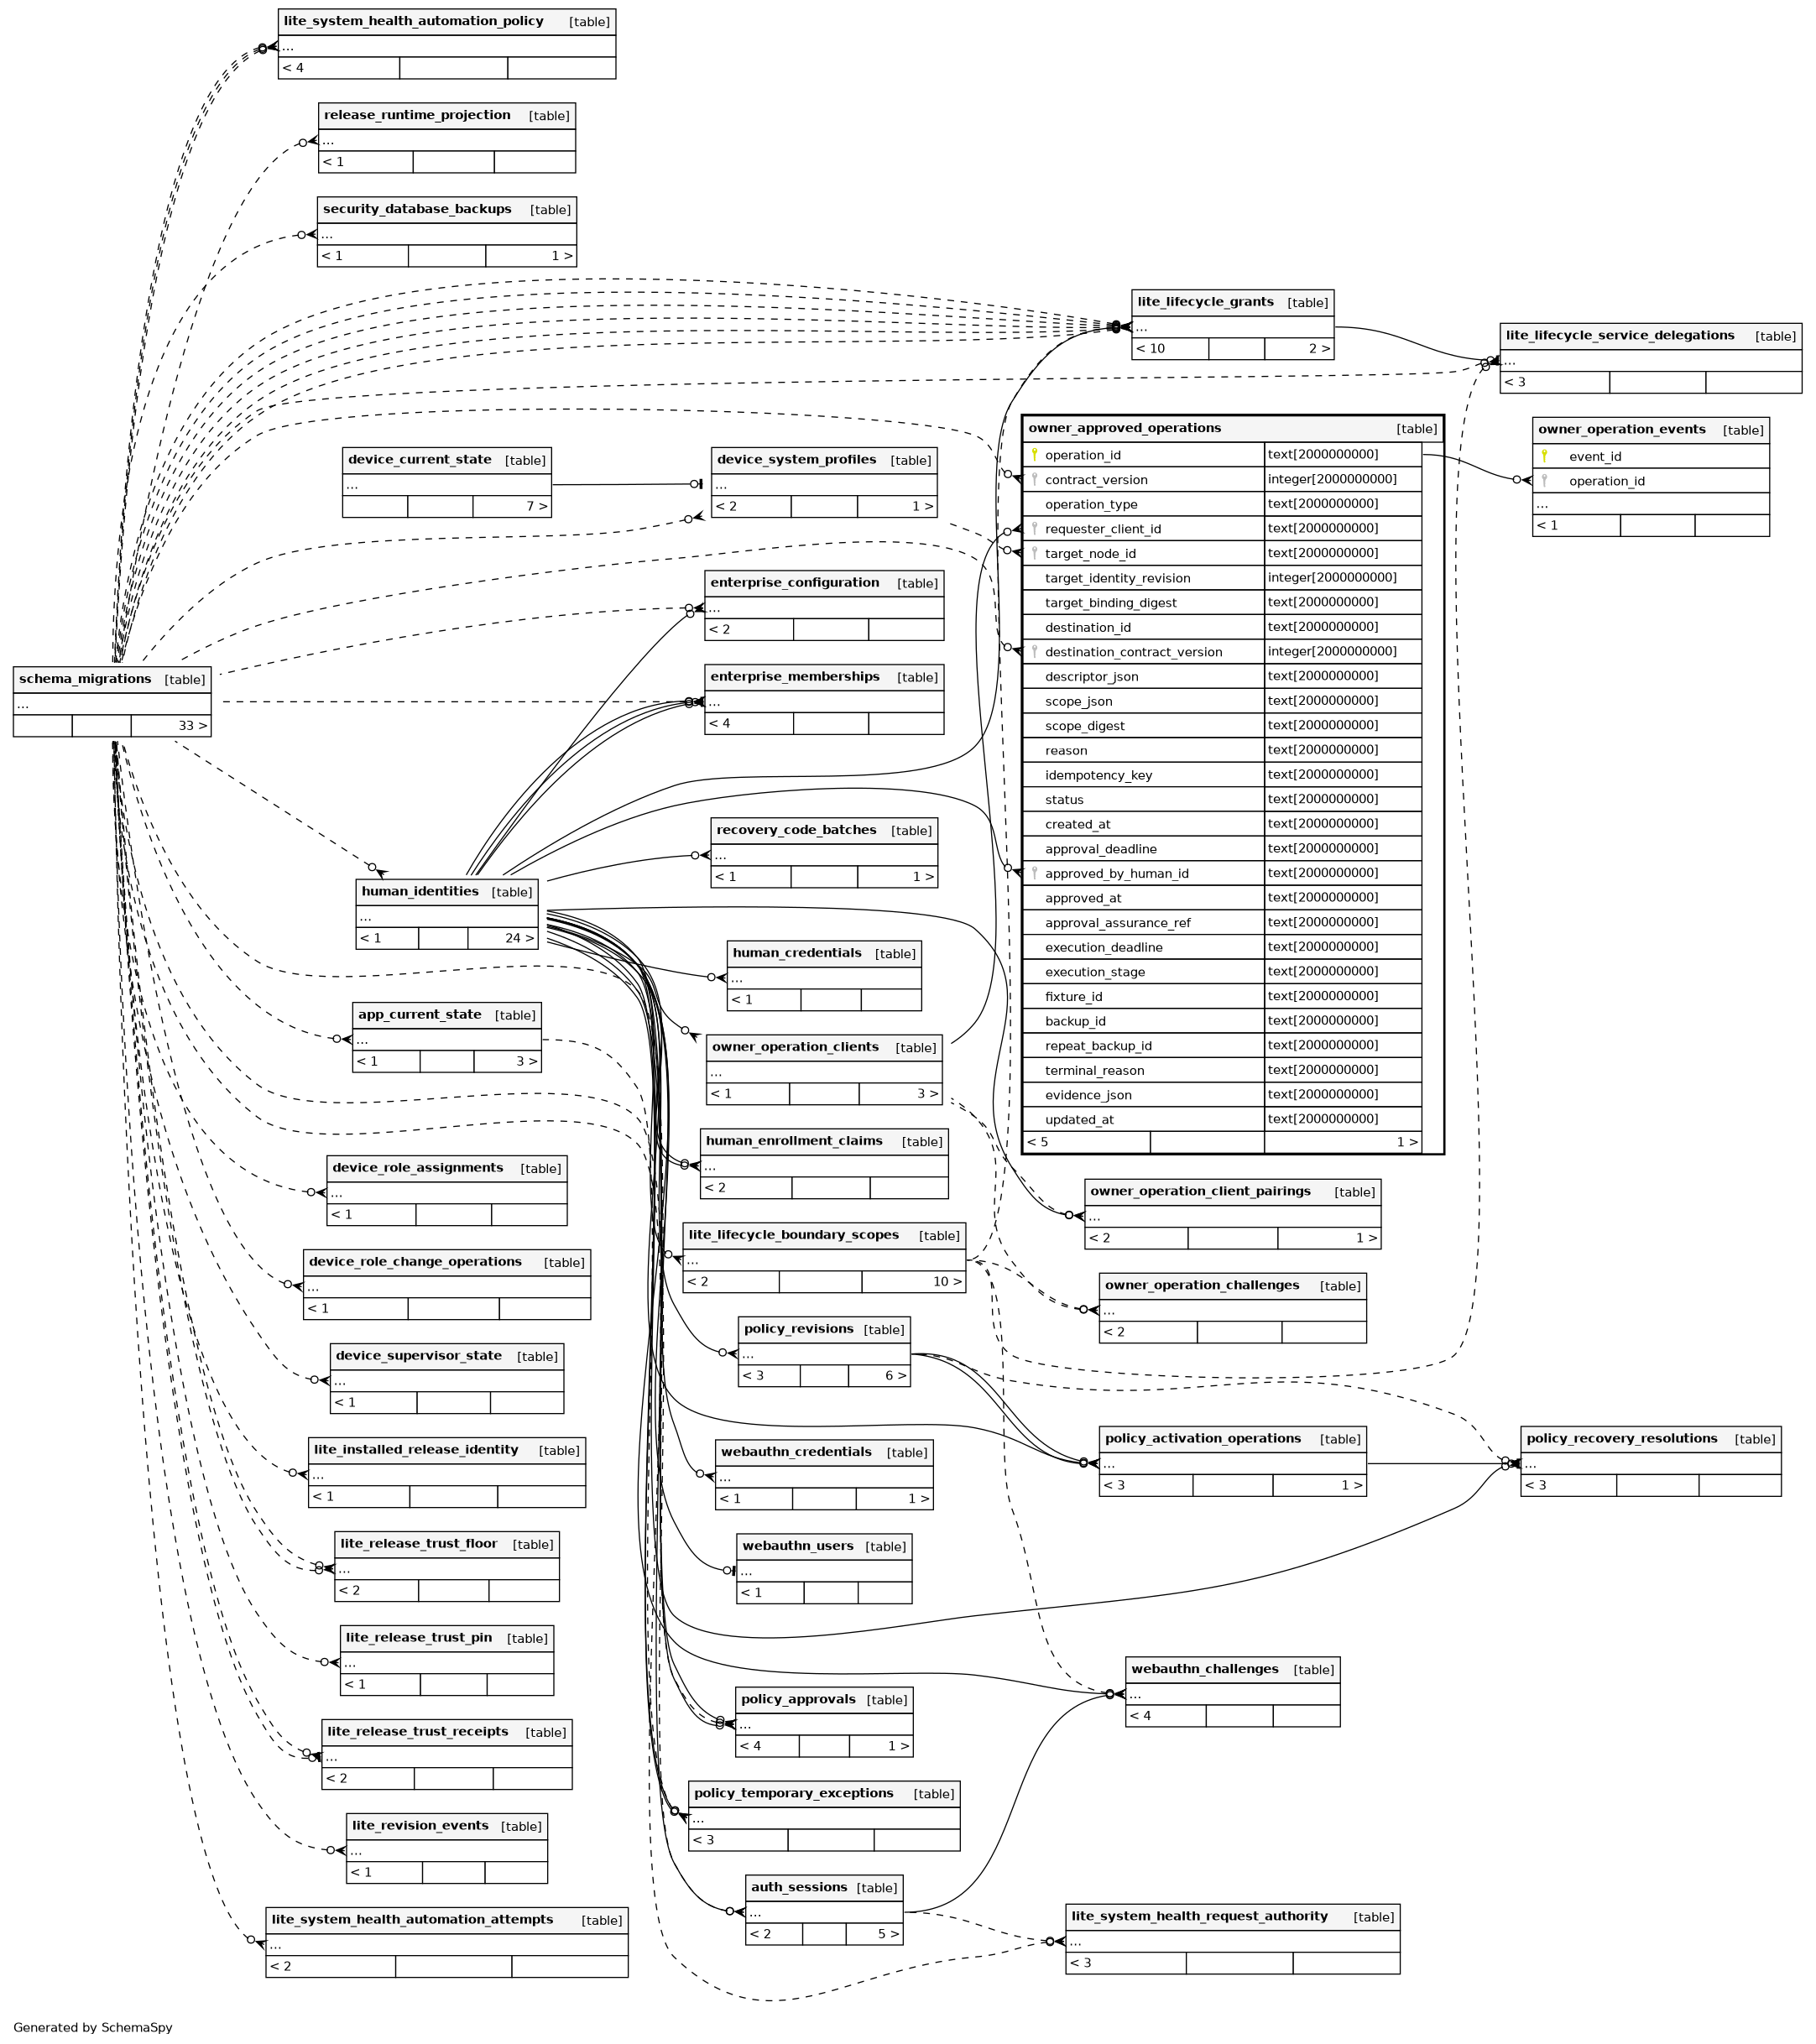 lite_system_health_automation_policy [table]
...
< 4
release_runtime_projection [table]
...
< 1
security_database_backups [table]
...
< 1 1 >
lite_lifecycle_grants [table]
...
< 10 2 >
lite_lifecycle_service_delegations [table]
...
< 3
owner_approved_operations [table]
operation_id text[2000000000]
contract_version integer[2000000000]
operation_type text[2000000000]
requester_client_id text[2000000000]
target_node_id text[2000000000]
target_identity_revision integer[2000000000]
target_binding_digest text[2000000000]
destination_id text[2000000000]
destination_contract_version integer[2000000000]
descriptor_json text[2000000000]
scope_json text[2000000000]
scope_digest text[2000000000]
reason text[2000000000]
idempotency_key text[2000000000]
status text[2000000000]
created_at text[2000000000]
approval_deadline text[2000000000]
approved_by_human_id text[2000000000]
approved_at text[2000000000]
approval_assurance_ref text[2000000000]
execution_deadline text[2000000000]
execution_stage text[2000000000]
fixture_id text[2000000000]
backup_id text[2000000000]
repeat_backup_id text[2000000000]
terminal_reason text[2000000000]
evidence_json text[2000000000]
updated_at text[2000000000]
< 5 1 >
owner_operation_events [table]
event_id
operation_id
...
< 1
device_current_state [table]
...
7 >
device_system_profiles [table]
...
< 2 1 >
enterprise_configuration [table]
...
< 2
schema_migrations [table]
...
33 >
enterprise_memberships [table]
...
< 4
recovery_code_batches [table]
...
< 1 1 >
human_identities [table]
...
< 1 24 >
human_credentials [table]
...
< 1
app_current_state [table]
...
< 1 3 >
owner_operation_clients [table]
...
< 1 3 >
human_enrollment_claims [table]
...
< 2
device_role_assignments [table]
...
< 1
owner_operation_client_pairings [table]
...
< 2 1 >
lite_lifecycle_boundary_scopes [table]
...
< 2 10 >
device_role_change_operations [table]
...
< 1
owner_operation_challenges [table]
...
< 2
policy_revisions [table]
...
< 3 6 >
device_supervisor_state [table]
...
< 1
policy_activation_operations [table]
...
< 3 1 >
policy_recovery_resolutions [table]
...
< 3
lite_installed_release_identity [table]
...
< 1
webauthn_credentials [table]
...
< 1 1 >
lite_release_trust_floor [table]
...
< 2
webauthn_users [table]
...
< 1
lite_release_trust_pin [table]
...
< 1
webauthn_challenges [table]
...
< 4
policy_approvals [table]
...
< 4 1 >
lite_release_trust_receipts [table]
...
< 2
policy_temporary_exceptions [table]
...
< 3
lite_revision_events [table]
...
< 1
auth_sessions [table]
...
< 2 5 >
lite_system_health_automation_attempts [table]
...
< 2
lite_system_health_request_authority [table]
...
< 3
Generated by SchemaSpy